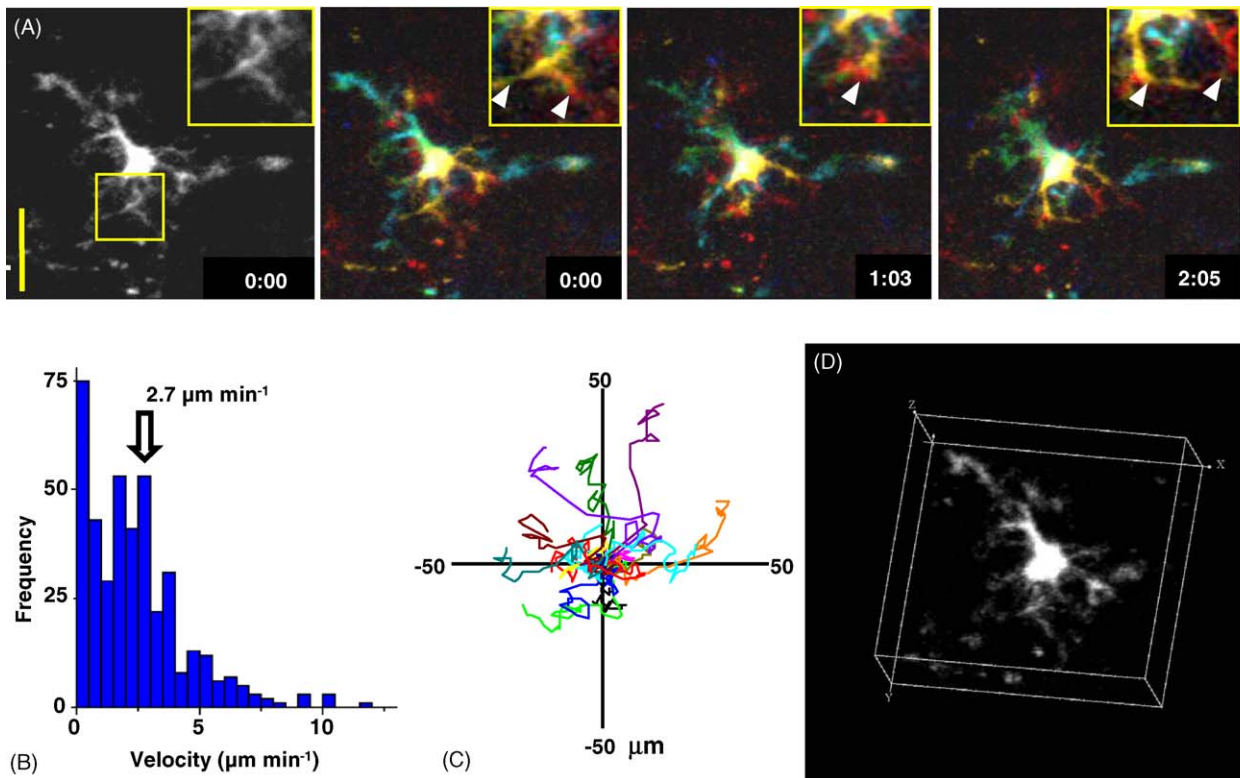 (A)
0:00
0:00
1:03
2:05
75
50
25
0
Frequency
2.7 µm min⁻¹
0
5
10
Velocity (µm min⁻¹)
(B)
50
-50
50
-50
µm
(C)
(D)
Z
X
Y